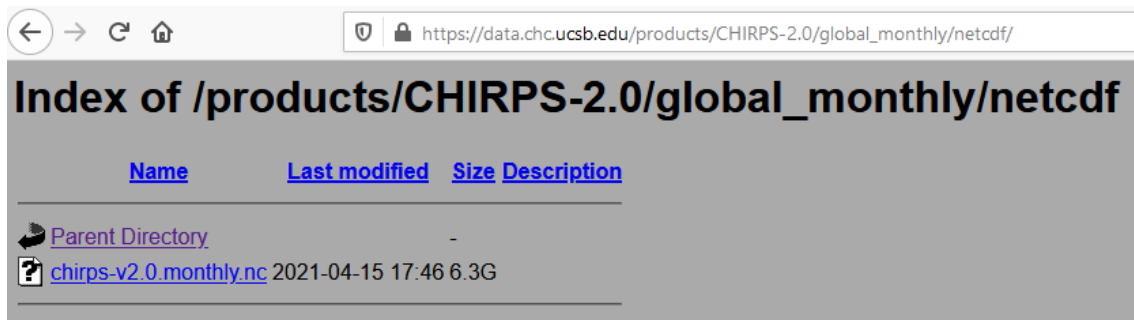 https://data.chc.ucsb.edu/products/CHIRPS-2.0/global_monthly/netcdf/
Index of /products/CHIRPS-2.0/global_monthly/netcdf
Name Last modified Size Description
Parent Directory -
chirps-v2.0.monthly.nc 2021-04-15 17:46 6.3G